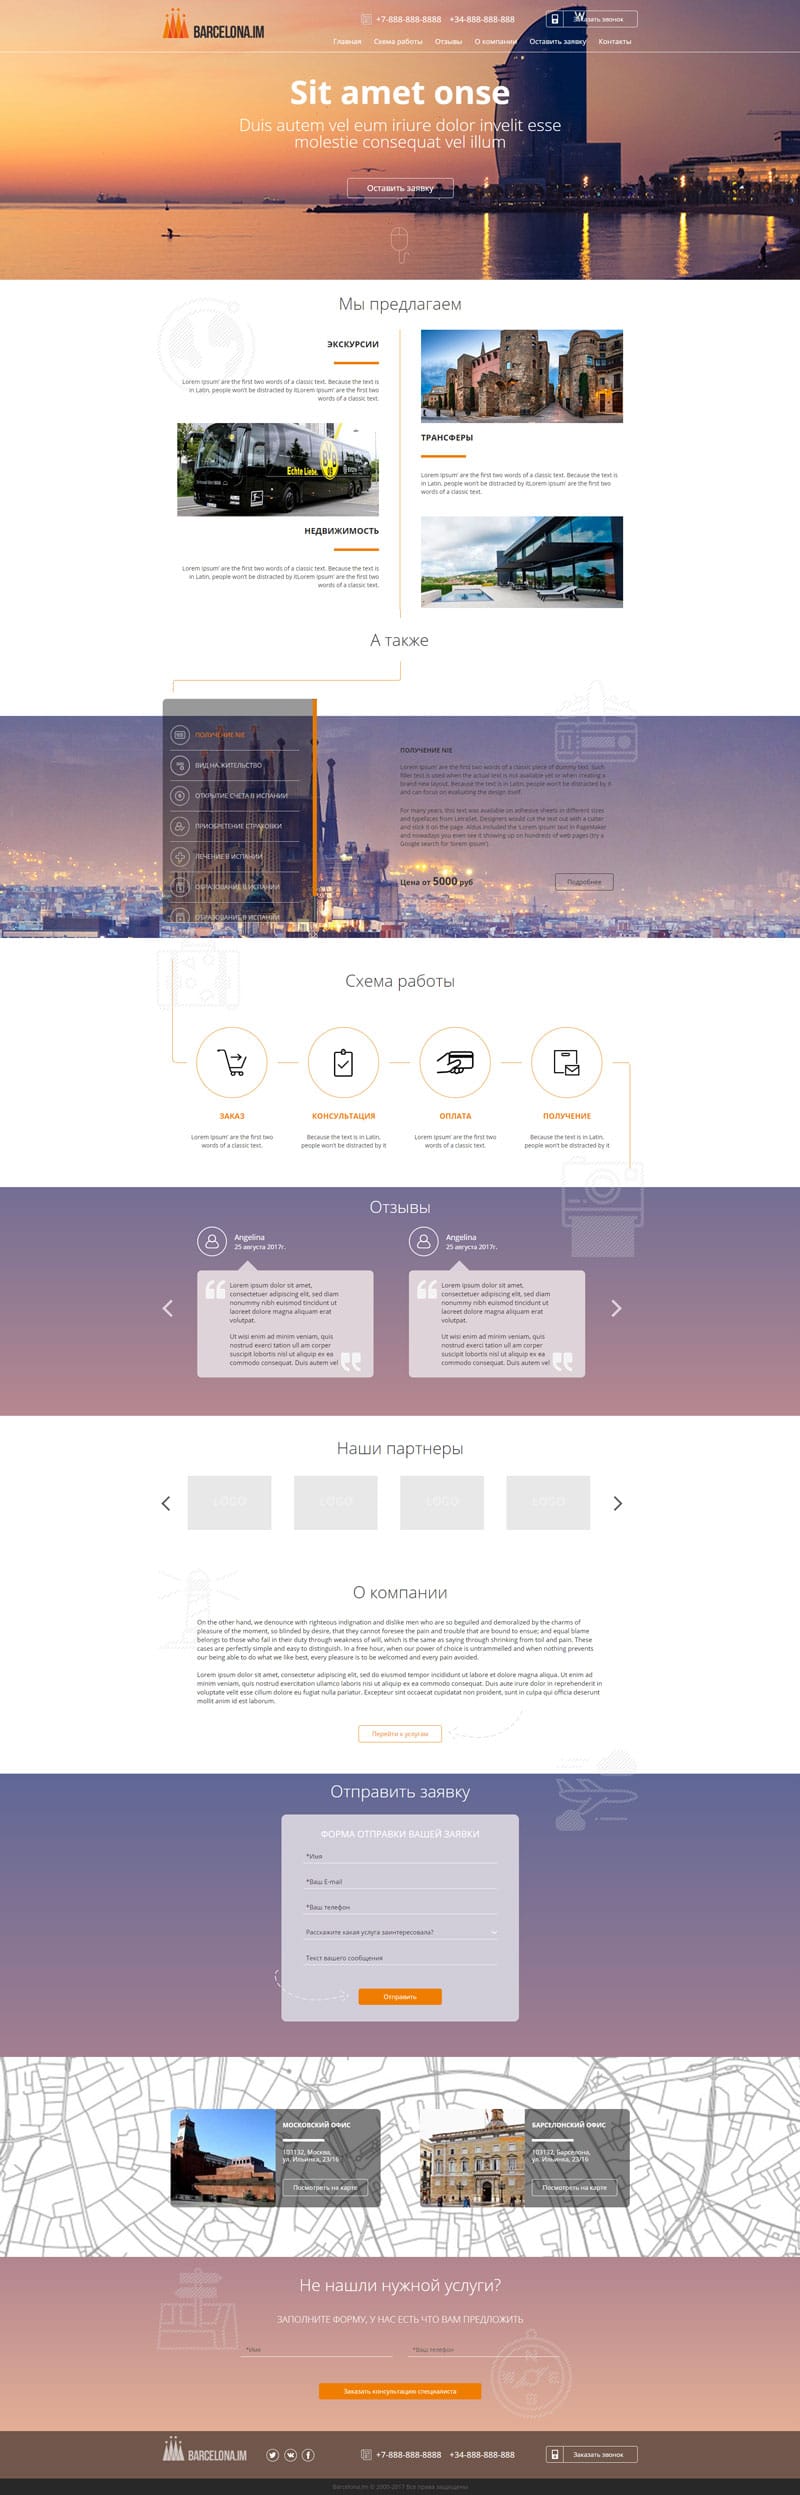 BARCELONA.IM
+7-888-888-8888 +34-888-888-888
Заказать звонок
Главная Схема работы Отзывы О компании Оставить заявку Контакты
Sit amet onse
Duis autem vel eum iriure dolor invelit esse
molestie consequat vel illum
Оставить заявку
Мы предлагаем
ЭКСКУРСИИ
Lorem Ipsum' are the first two words of a classic text. Because the text is
in Latin, people won't be distracted by itLorem Ipsum' are the first two
words of a classic text.
Echte Liebe.
BVB
09
ТРАНСФЕРЫ
Lorem Ipsum' are the first two words of a classic text. Because the text is
in Latin, people won't be distracted by itLorem Ipsum' are the first two
words of a classic text.
НЕДВИЖИМОСТЬ
Lorem Ipsum' are the first two words of a classic text. Because the text is
in Latin, people won't be distracted by itLorem Ipsum' are the first two
words of a classic text.
А также
ПОЛУЧЕНИЕ NIE
ВИД НА ЖИТЕЛЬСТВО
ОТКРЫТИЕ СЧЕТА В ИСПАНИИ
ПРИОБРЕТЕНИЕ СТРАХОВКИ
ЛЕЧЕНИЕ В ИСПАНИИ
ОБРАЗОВАНИЕ В ИСПАНИИ
ОБРАЗОВАНИЕ В ИСПАНИИ
ПОЛУЧЕНИЕ NIE
Lorem Ipsum' are the first two words of a classic piece of dummy text. Such
filler text is used when the actual text is not available yet or when creating a
brand new layout. Because the text is in Latin, people won't be distracted by it
and can focus on evaluating the design itself.
For many years, this text was available on adhesive sheets in different sizes
and typefaces from LetraSet. Designers would cut the text out with a cutter
and stick it on the page. Aldus included the 'Lorem Ipsum' text in PageMaker
and nowadays you even see it showing up on hundreds of web pages (try a
Google search for 'lorem ipsum').
Цена от 5000 руб
Подробнее
Схема работы
ЗАКАЗ
Lorem Ipsum' are the first two
words of a classic text.
КОНСУЛЬТАЦИЯ
Because the text is in Latin,
people won't be distracted by it
ОПЛАТА
Lorem Ipsum' are the first two
words of a classic text.
ПОЛУЧЕНИЕ
Because the text is in Latin,
people won't be distracted by it
Отзывы
Angelina
25 августа 2017г.
Lorem ipsum dolor sit amet,
consectetuer adipiscing elit, sed diam
nonummy nibh euismod tincidunt ut
laoreet dolore magna aliquam erat
volutpat.
Ut wisi enim ad minim veniam, quis
nostrud exerci tation ull am corper
suscipit lobortis nisl ut aliquip ex ea
commodo consequat. Duis autem vel
Angelina
25 августа 2017г.
Lorem ipsum dolor sit amet,
consectetuer adipiscing elit, sed diam
nonummy nibh euismod tincidunt ut
laoreet dolore magna aliquam erat
volutpat.
Ut wisi enim ad minim veniam, quis
nostrud exerci tation ull am corper
suscipit lobortis nisl ut aliquip ex ea
commodo consequat. Duis autem vel
Наши партнеры
LOGO LOGO LOGO LOGO
О компании
On the other hand, we denounce with righteous indignation and dislike men who are so beguiled and demoralized by the charms of
pleasure of the moment, so blinded by desire, that they cannot foresee the pain and trouble that are bound to ensue; and equal blame
belongs to those who fail in their duty through weakness of will, which is the same as saying through shrinking from toil and pain. These
cases are perfectly simple and easy to distinguish. In a free hour, when our power of choice is untrammelled and when nothing prevents
our being able to do what we like best, every pleasure is to be welcomed and every pain avoided.
Lorem ipsum dolor sit amet, consectetur adipiscing elit, sed do eiusmod tempor incididunt ut labore et dolore magna aliqua. Ut enim ad
minim veniam, quis nostrud exercitation ullamco laboris nisi ut aliquip ex ea commodo consequat. Duis aute irure dolor in reprehenderit in
voluptate velit esse cillum dolore eu fugiat nulla pariatur. Excepteur sint occaecat cupidatat non proident, sunt in culpa qui officia deserunt
mollit anim id est laborum.
Перейти к услугам
Отправить заявку
ФОРМА ОТПРАВКИ ВАШЕЙ ЗАЯВКИ
*Имя
*Ваш E-mail
*Ваш телефон
Расскажите какая услуга заинтересовала?
Текст вашего сообщения
Отправить
МОСКОВСКИЙ ОФИС
103132, Москва,
ул. Ильинка, 23/16
Посмотреть на карте
БАРСЕЛОНСКИЙ ОФИС
103132, Барселона,
ул. Ильинка, 23/16
Посмотреть на карте
Не нашли нужной услуги?
ЗАПОЛНИТЕ ФОРМУ, У НАС ЕСТЬ ЧТО ВАМ ПРЕДЛОЖИТЬ
*Имя
*Ваш телефон
Заказать консультацию специалиста
BARCELONA.IM
+7-888-888-8888 +34-888-888-888
Заказать звонок
Barcelona.Im © 2000-2017 Все права защищены